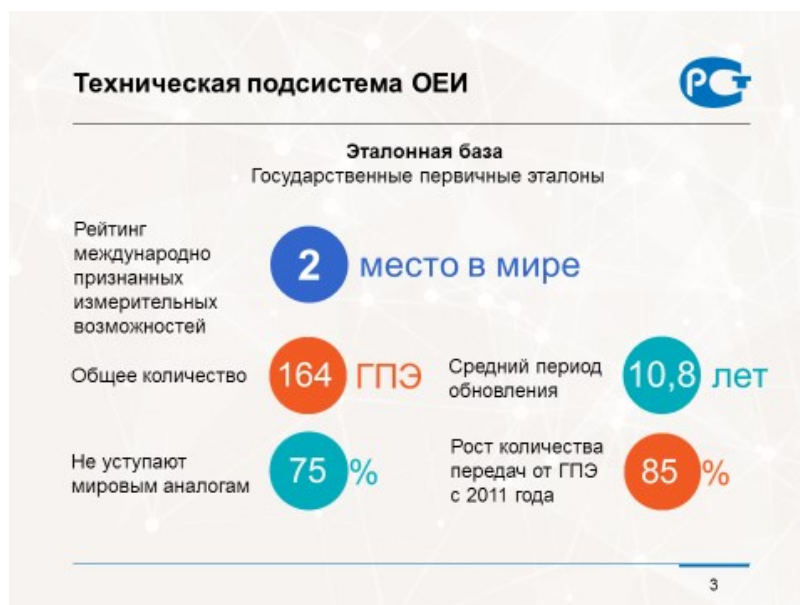 Техническая подсистема ОЕИ
РСТ
Эталонная база
Государственные первичные эталоны
Рейтинг
международно
признанных
измерительных
возможностей
2 место в мире
Общее количество
164 ГПЭ
Средний период
обновления
10,8 лет
Не уступают
мировым аналогам
75 %
Рост количества
передач от ГПЭ
с 2011 года
85 %
3